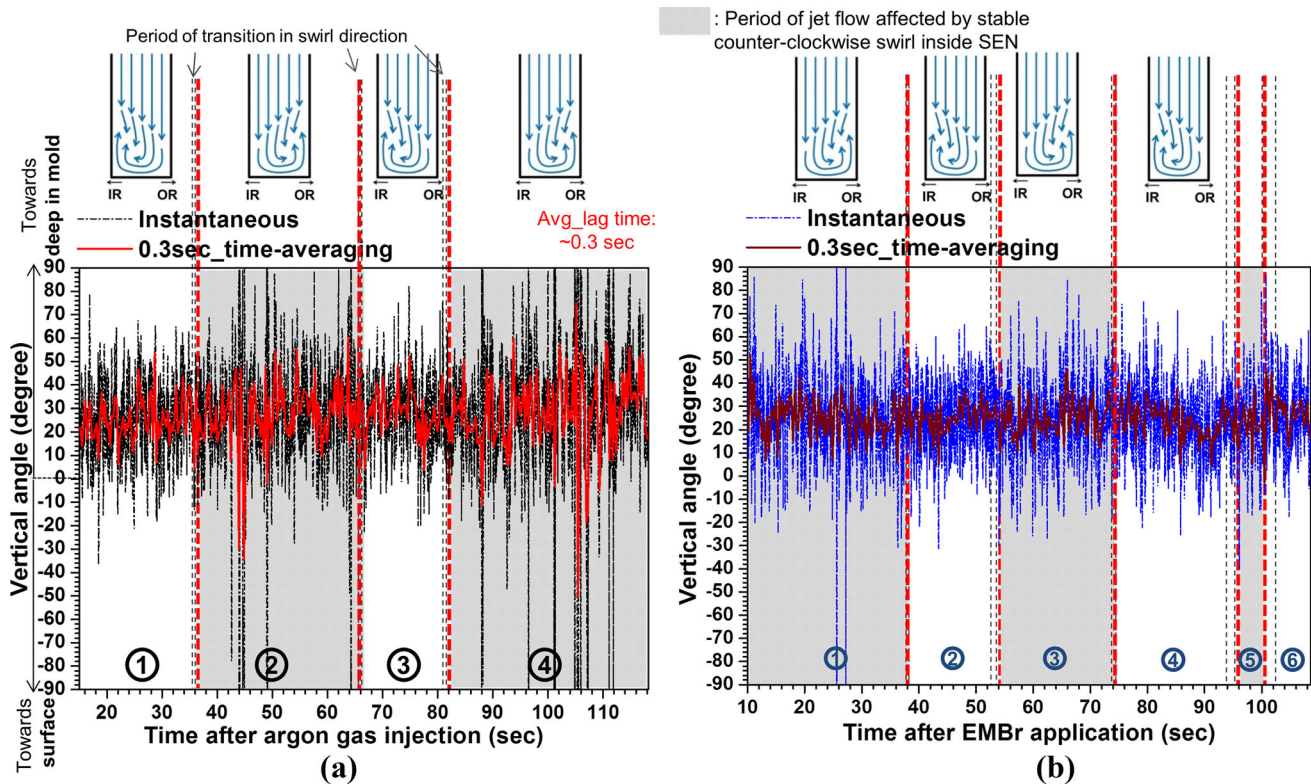 Period of transition in swirl direction
: Period of jet flow affected by stable
counter-clockwise swirl inside SEN
IR OR IR OR IR OR IR OR
IR OR IR OR IR OR IR OR
Towards
deep in mold
Instantaneous
0.3sec_time-averaging
Avg_lag time:
~0.3 sec
Instantaneous
0.3sec_time-averaging
Vertical angle (degree)
90
80
70
60
50
40
30
20
10
0
-10
-20
-30
-40
-50
-60
-70
-80
-90
Towards
surface
① ② ③ ④
20 30 40 50 60 70 80 90 100 110
Time after argon gas injection (sec)
(a)
Vertical angle (degree)
90
80
70
60
50
40
30
20
10
0
-10
-20
-30
-40
-50
-60
-70
-80
-90
① ② ③ ④ ⑤ ⑥
10 20 30 40 50 60 70 80 90 100
Time after EMBr application (sec)
(b)